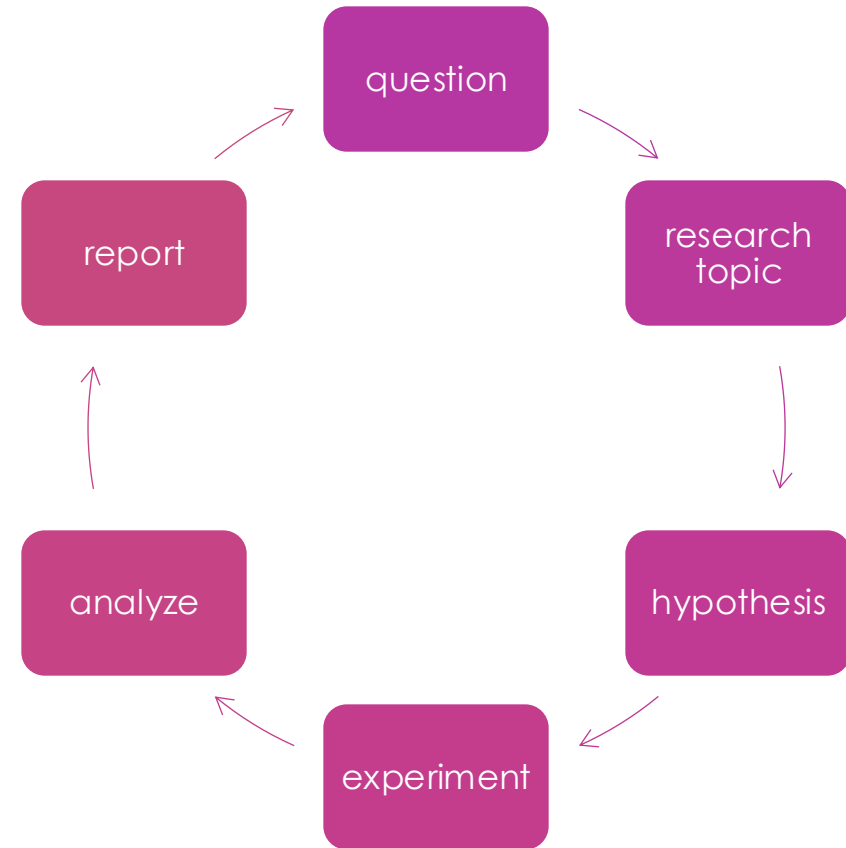 question
research
topic
hypothesis
experiment
analyze
report